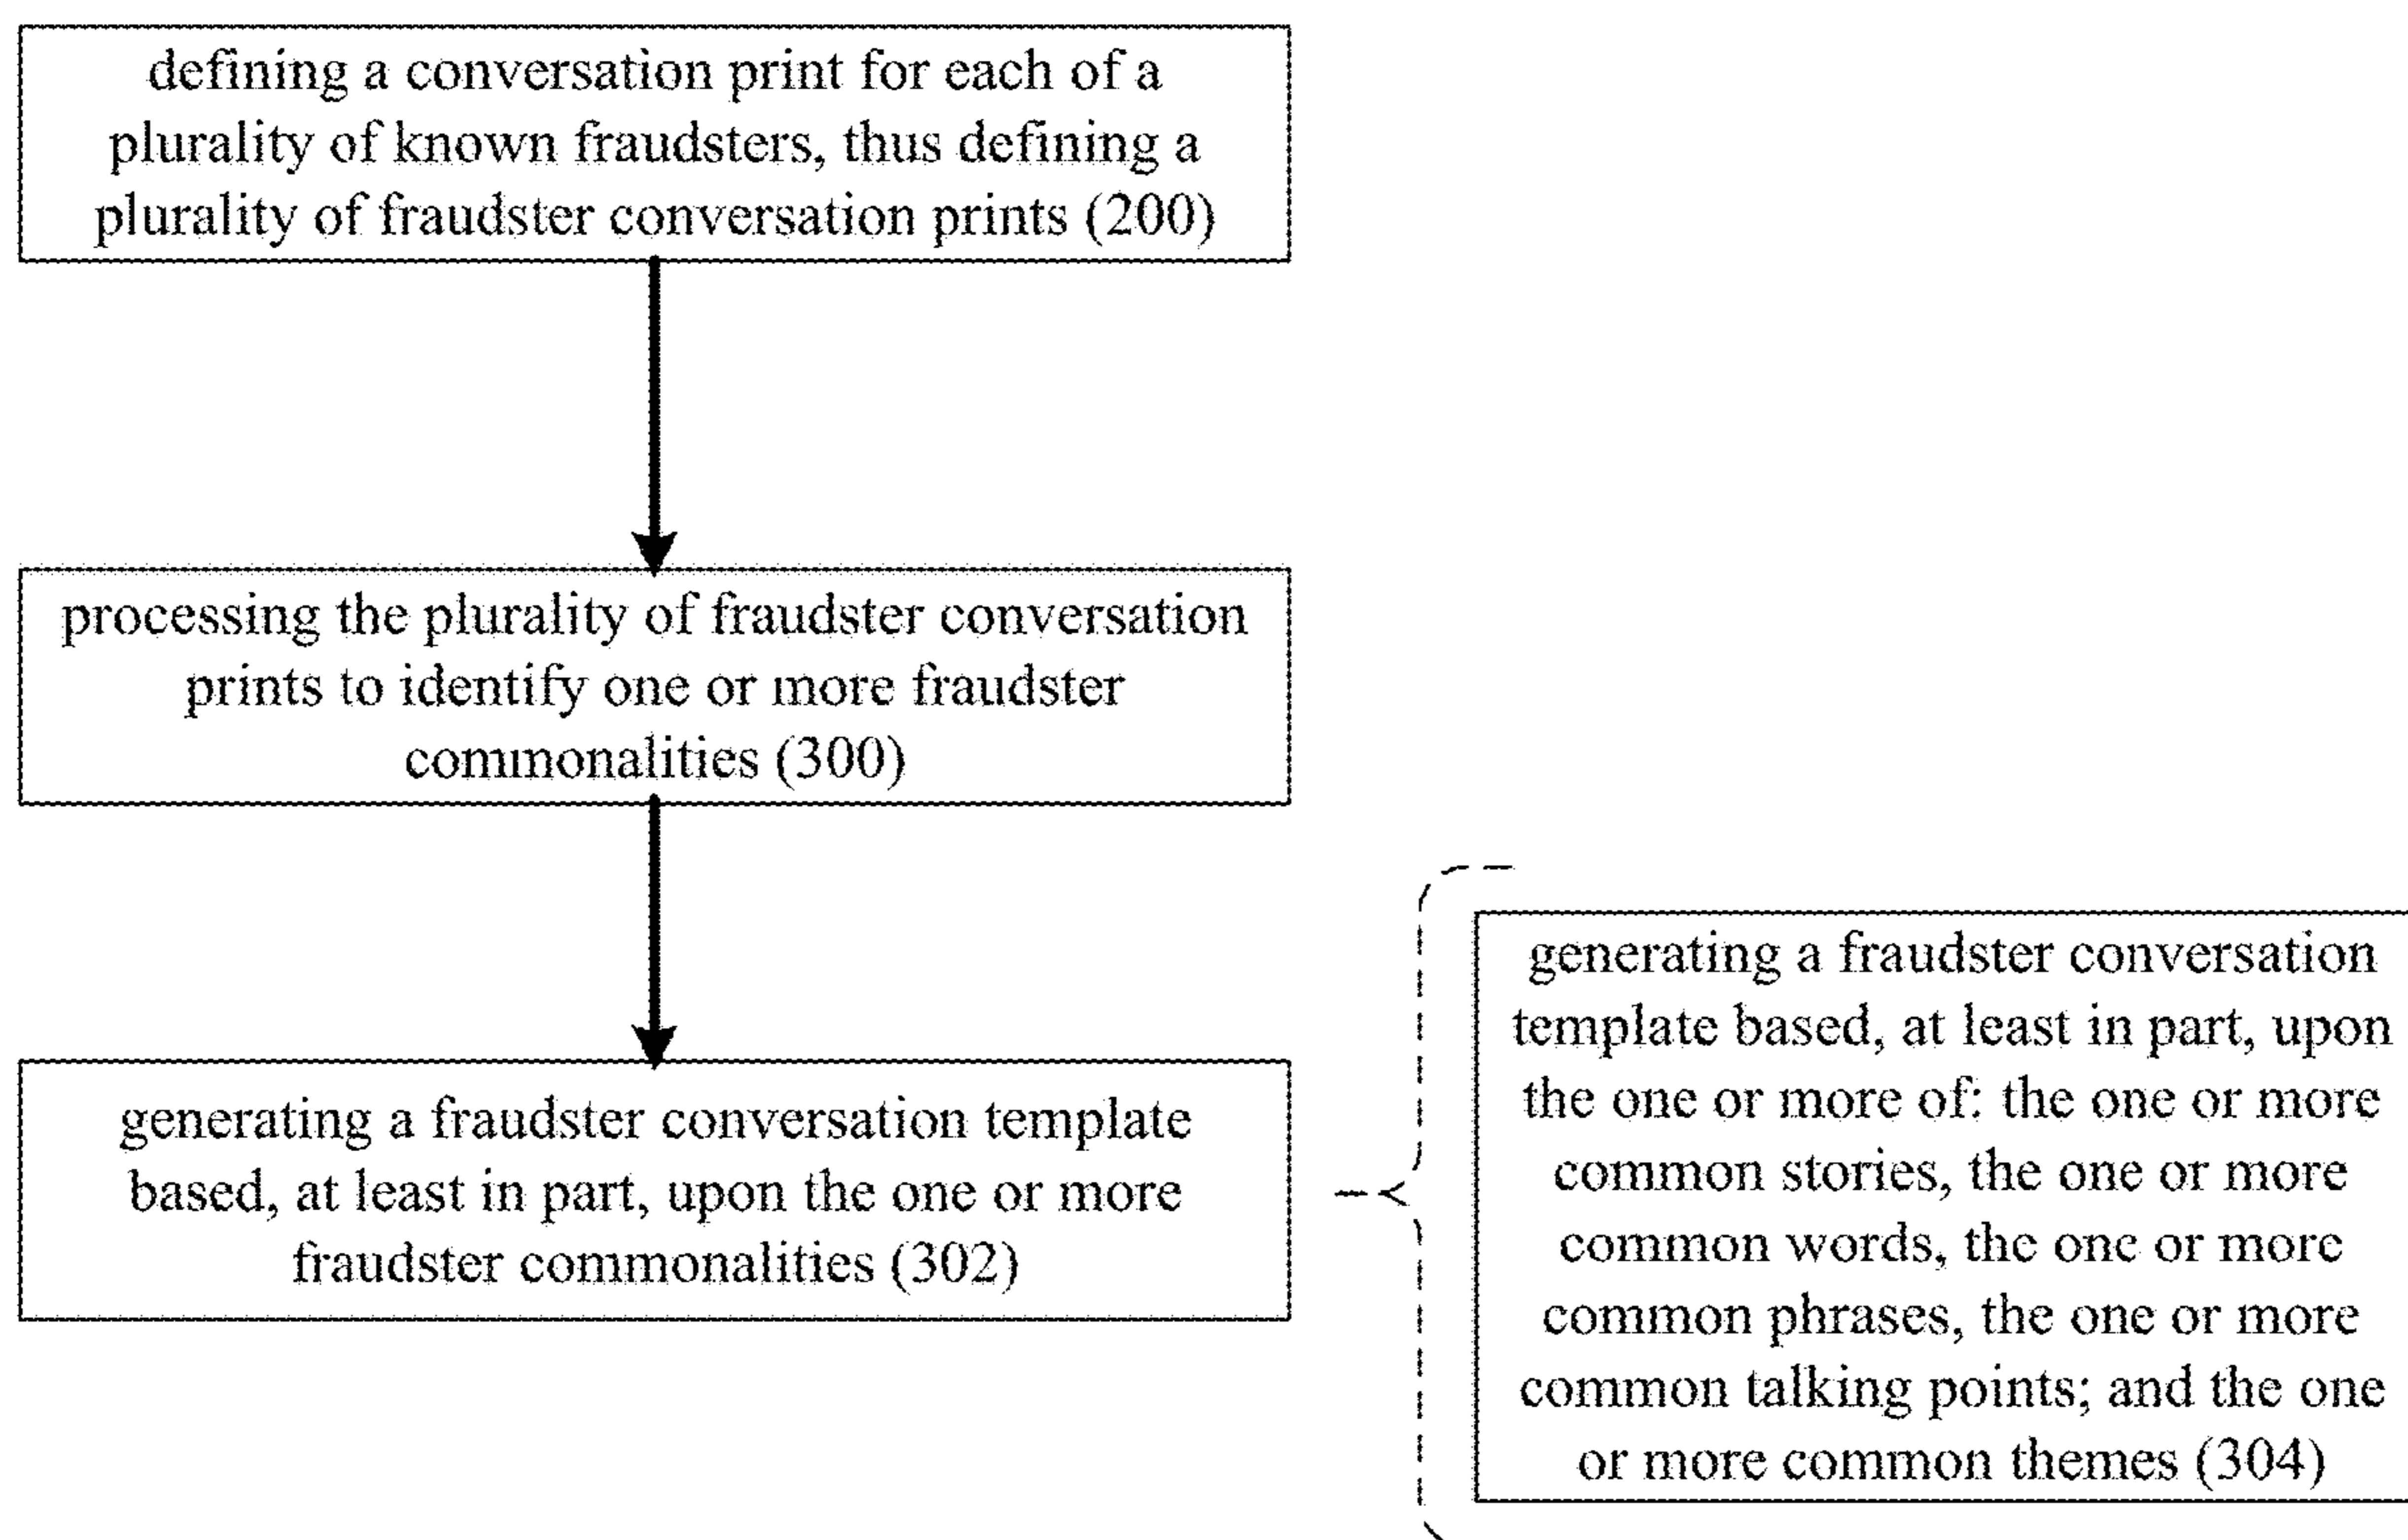 defining a conversation print for each of a
plurality of known fraudsters, thus defining a
plurality of fraudster conversation prints (200)
processing the plurality of fraudster conversation
prints to identify one or more fraudster
commonalities (300)
generating a fraudster conversation template
based, at least in part, upon the one or more
fraudster commonalities (302)
generating a fraudster conversation
template based, at least in part, upon
the one or more of: the one or more
common stories, the one or more
common words, the one or more
common phrases, the one or more
common talking points; and the one
or more common themes (304)